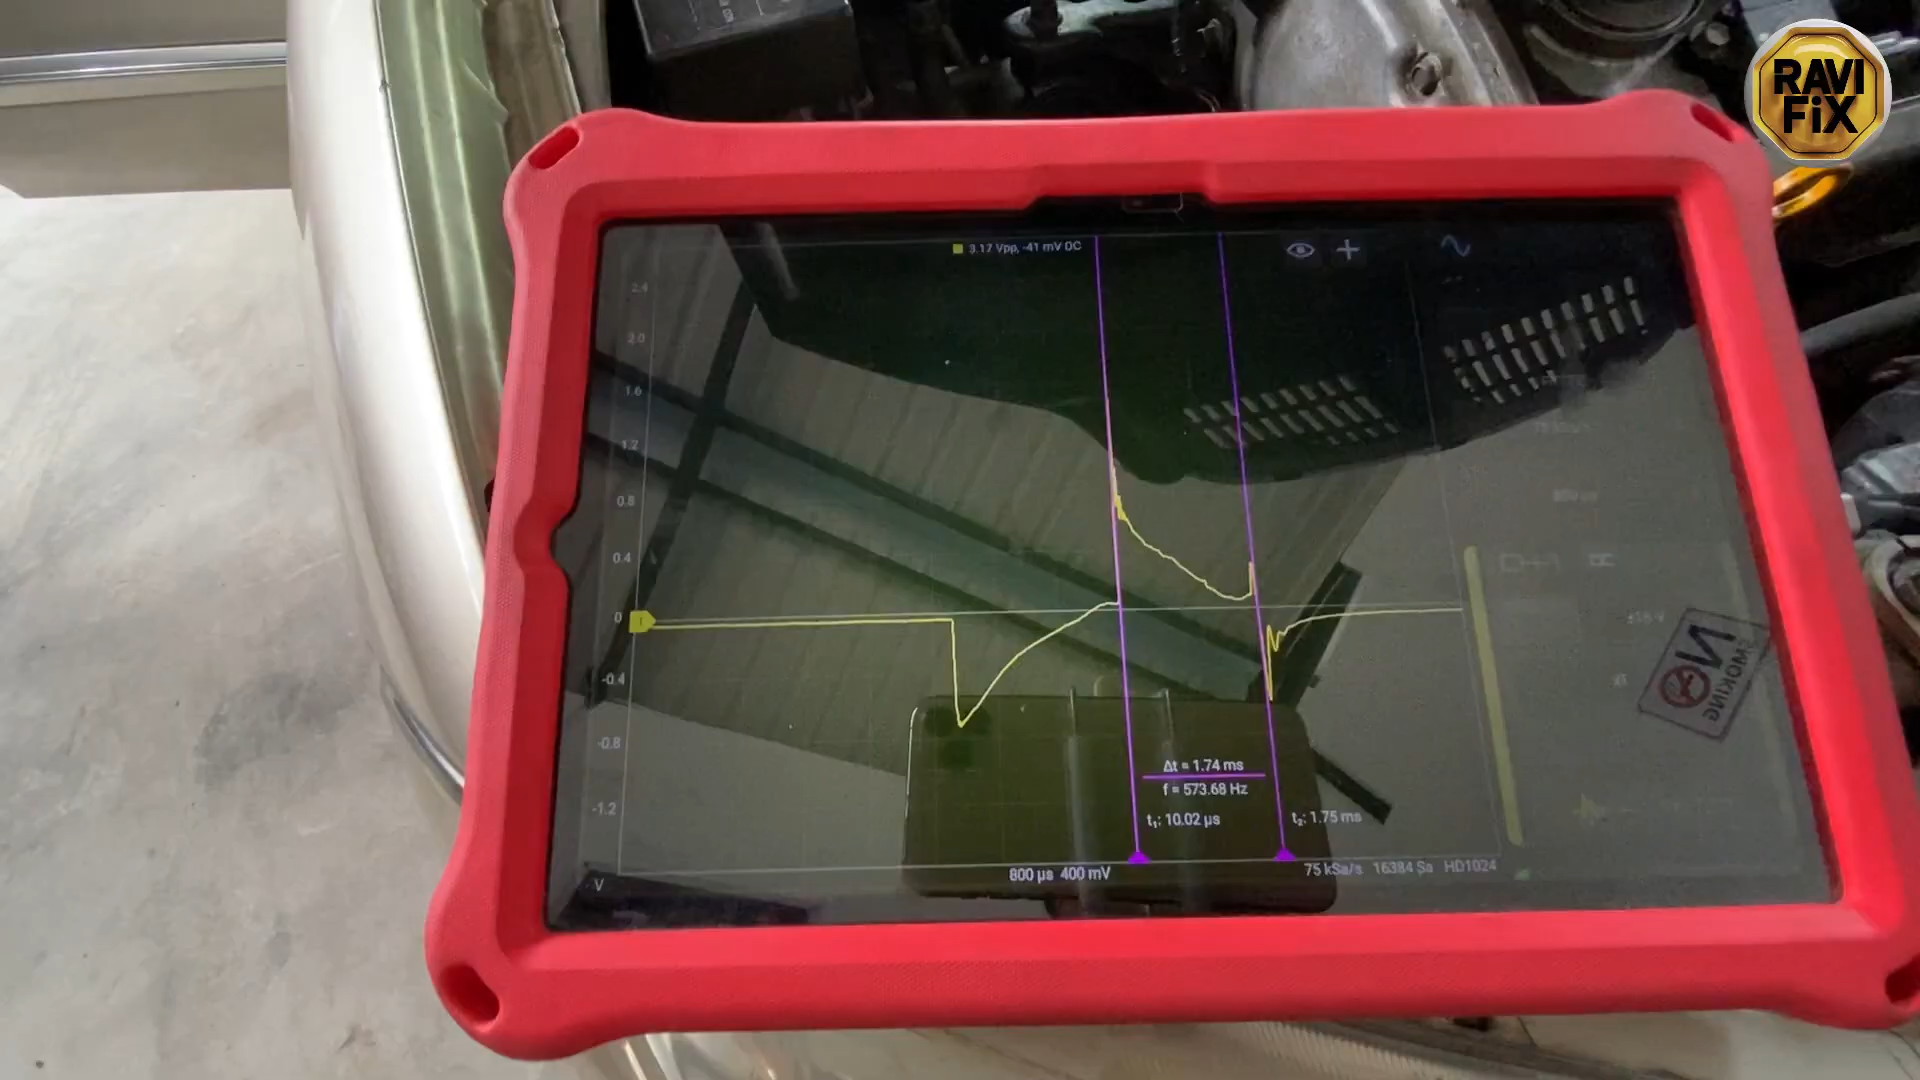 RAVI
FiX
3.17 Vpp, -41 mV DC
2.4
2.0
1.6
1.2
0.8
0.4
0
-0.4
-0.8
-1.2
V
Δt = 1.74 ms
f = 573.68 Hz
t₁: 10.02 µs
t₂: 1.75 ms
800 µs 400 mV
75 kSa/s 16384 Sa HD1024
NO
SMOKING